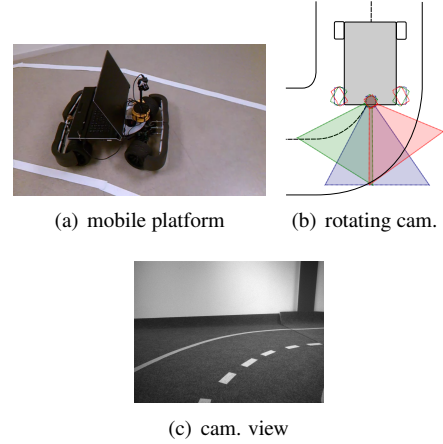 (a) mobile platform
(b) rotating cam.
(c) cam. view